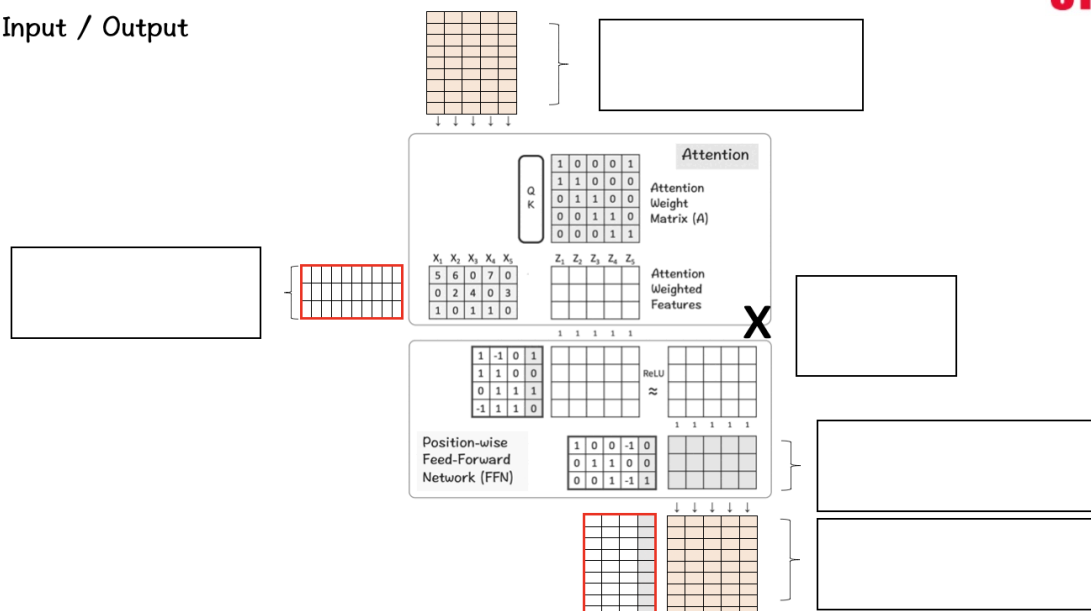 Input / Output
Attention
Q
K
1 0 0 0 1
1 1 0 0 0
0 1 1 0 0
0 0 1 1 0
0 0 0 1 1
Attention
Weight
Matrix (A)
X₁ X₂ X₃ X₄ X₅
5 6 0 7 0
0 2 4 0 3
1 0 1 1 0
Z₁ Z₂ Z₃ Z₄ Z₅
Attention
Weighted
Features
X
1 1 1 1 1
1 -1 0 1
1 1 0 0
0 1 1 1
-1 1 1 0
ReLU
≈
1 1 1 1 1
Position-wise
Feed-Forward
Network (FFN)
1 0 0 -1 0
0 1 1 0 0
0 0 1 -1 1